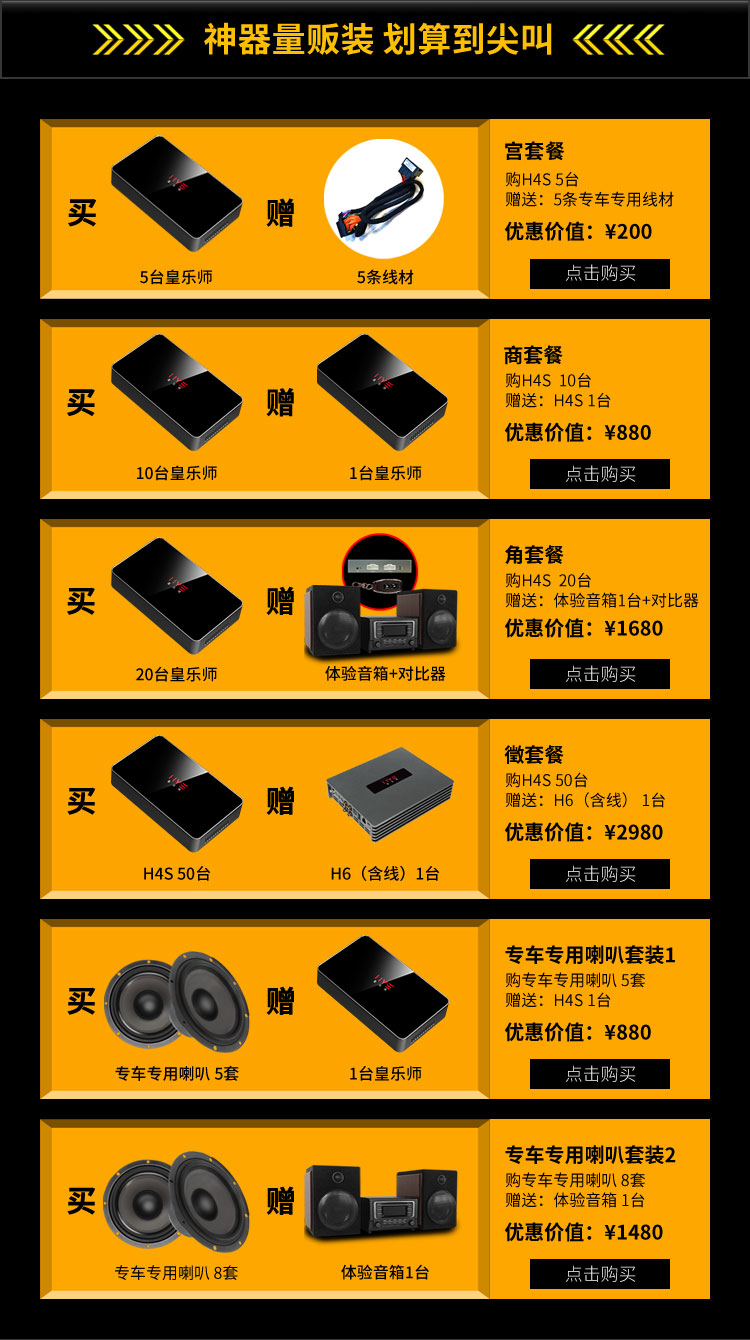 神器量贩装 划算到尖叫
买
赠
5台皇乐师
5条线材
宫套餐
购H4S 5台
赠送：5条专车专用线材
优惠价值：¥200
点击购买
买
赠
10台皇乐师
1台皇乐师
商套餐
购H4S 10台
赠送：H4S 1台
优惠价值：¥880
点击购买
买
赠
20台皇乐师
体验音箱+对比器
角套餐
购H4S 20台
赠送：体验音箱1台+对比器
优惠价值：¥1680
点击购买
买
赠
H4S 50台
H6（含线）1台
徵套餐
购H4S 50台
赠送：H6（含线） 1台
优惠价值：¥2980
点击购买
买
赠
专车专用喇叭 5套
1台皇乐师
专车专用喇叭套装1
购专车专用喇叭 5套
赠送：H4S 1台
优惠价值：¥880
点击购买
买
赠
专车专用喇叭 8套
体验音箱1台
专车专用喇叭套装2
购专车专用喇叭 8套
赠送：体验音箱 1台
优惠价值：¥1480
点击购买